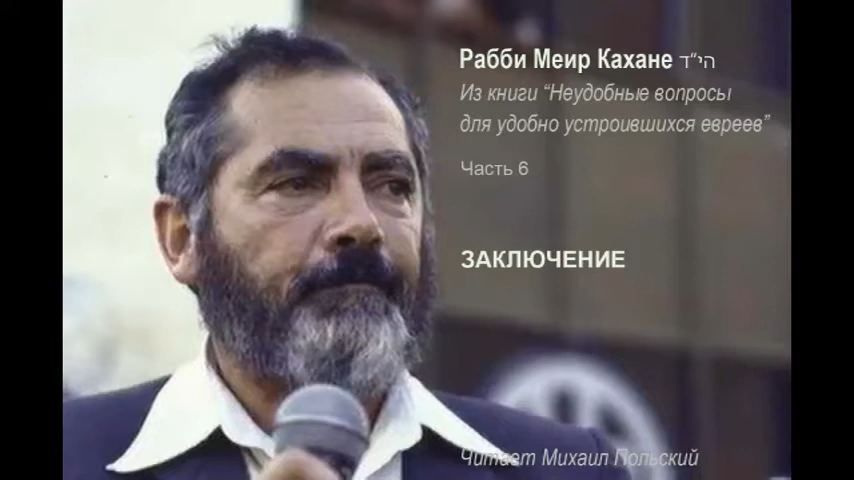 Рабби Меир Кахане הי"ד
Из книги “Неудобные вопросы
для удобно устроившихся евреев”
Часть 6
ЗАКЛЮЧЕНИЕ
Читает Михаил Польский